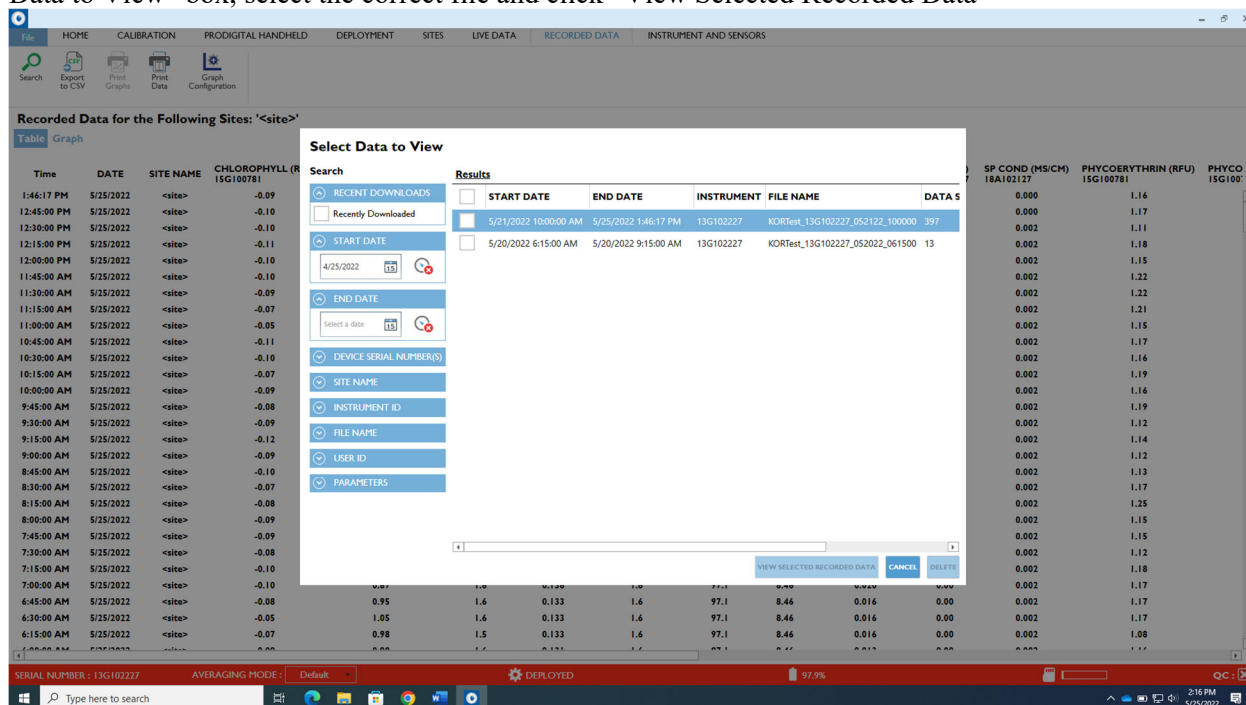 Data to View" box, select the correct file and click "View Selected Recorded Data"
File HOME CALIBRATION PRODIGITAL HANDHELD DEPLOYMENT SITES LIVE DATA RECORDED DATA INSTRUMENT AND SENSORS
Search Export to CSV Print Graphs Print Data Graph Configuration
Recorded Data for the Following Sites: '<site>'
Table Graph
Time DATE SITE NAME CHLOROPHYLL (R SP COND (MS/CM) PHYCOERYTHRIN (RFU) PHYCO
15G100781 18A102127 15G100781
1:46:17 PM 5/25/2022 <site> -0.09 0.000 1.16
12:45:00 PM 5/25/2022 <site> -0.10 0.000 1.17
12:30:00 PM 5/25/2022 <site> -0.10 0.002 1.11
12:15:00 PM 5/25/2022 <site> -0.11 0.002 1.18
12:00:00 PM 5/25/2022 <site> -0.10 0.002 1.15
11:45:00 AM 5/25/2022 <site> -0.10 0.002 1.22
11:30:00 AM 5/25/2022 <site> -0.09 0.002 1.22
11:15:00 AM 5/25/2022 <site> -0.07 0.002 1.21
11:00:00 AM 5/25/2022 <site> -0.05 0.002 1.15
10:45:00 AM 5/25/2022 <site> -0.11 0.002 1.17
10:30:00 AM 5/25/2022 <site> -0.10 0.002 1.16
10:15:00 AM 5/25/2022 <site> -0.07 0.002 1.19
10:00:00 AM 5/25/2022 <site> -0.09 0.002 1.16
9:45:00 AM 5/25/2022 <site> -0.08 0.002 1.19
9:30:00 AM 5/25/2022 <site> -0.09 0.002 1.12
9:15:00 AM 5/25/2022 <site> -0.12 0.002 1.14
9:00:00 AM 5/25/2022 <site> -0.09 0.002 1.12
8:45:00 AM 5/25/2022 <site> -0.10 0.002 1.13
8:30:00 AM 5/25/2022 <site> -0.07 0.002 1.17
8:15:00 AM 5/25/2022 <site> -0.08 0.002 1.25
8:00:00 AM 5/25/2022 <site> -0.09 0.002 1.15
7:45:00 AM 5/25/2022 <site> -0.09 0.002 1.15
7:30:00 AM 5/25/2022 <site> -0.08 0.002 1.12
7:15:00 AM 5/25/2022 <site> -0.10 0.002 1.18
7:00:00 AM 5/25/2022 <site> -0.10 0.002 1.17
6:45:00 AM 5/25/2022 <site> -0.08 0.95 1.6 0.133 1.6 97.1 8.46 0.016 0.00 0.002 1.17
6:30:00 AM 5/25/2022 <site> -0.05 1.05 1.6 0.133 1.6 97.1 8.46 0.016 0.00 0.002 1.17
6:15:00 AM 5/25/2022 <site> -0.07 0.98 1.5 0.133 1.6 97.1 8.46 0.016 0.00 0.002 1.08
Select Data to View
Search Results
RECENT DOWNLOADS
Recently Downloaded
START DATE
4/25/2022 15
END DATE
Select a date 15
DEVICE SERIAL NUMBER(S)
SITE NAME
INSTRUMENT ID
FILE NAME
USER ID
PARAMETERS
START DATE END DATE INSTRUMENT FILE NAME DATA S
5/21/2022 10:00:00 AM 5/25/2022 1:46:17 PM 13G102227 KORTest_13G102227_052122_100000 397
5/20/2022 6:15:00 AM 5/20/2022 9:15:00 AM 13G102227 KORTest_13G102227_052022_061500 13
VIEW SELECTED RECORDED DATA CANCEL DELETE
SERIAL NUMBER : 13G102227 AVERAGING MODE : Default DEPLOYED 97.9% QC :
Type here to search 2:16 PM
5/25/2022